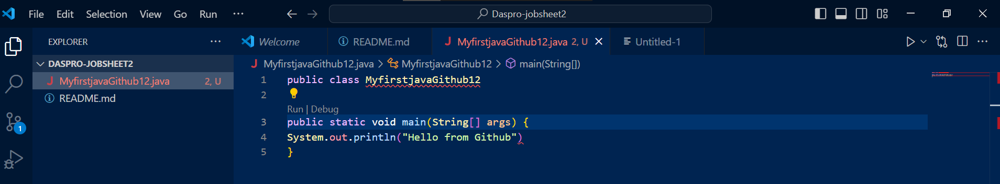 File Edit Selection View Go Run ··· Daspro-jobsheet2
EXPLORER ···
Welcome README.md J MyfirstjavaGithub12.java 2, U Untitled-1 ···
DASPRO-JOBSHEET2
J MyfirstjavaGithub12.java 2, U
README.md
1
J MyfirstjavaGithub12.java > MyfirstjavaGithub12 > main(String[])
1 public class MyfirstjavaGithub12
2
Run | Debug
3 public static void main(String[] args) {
4 System.out.println("Hello from Github")
5 }